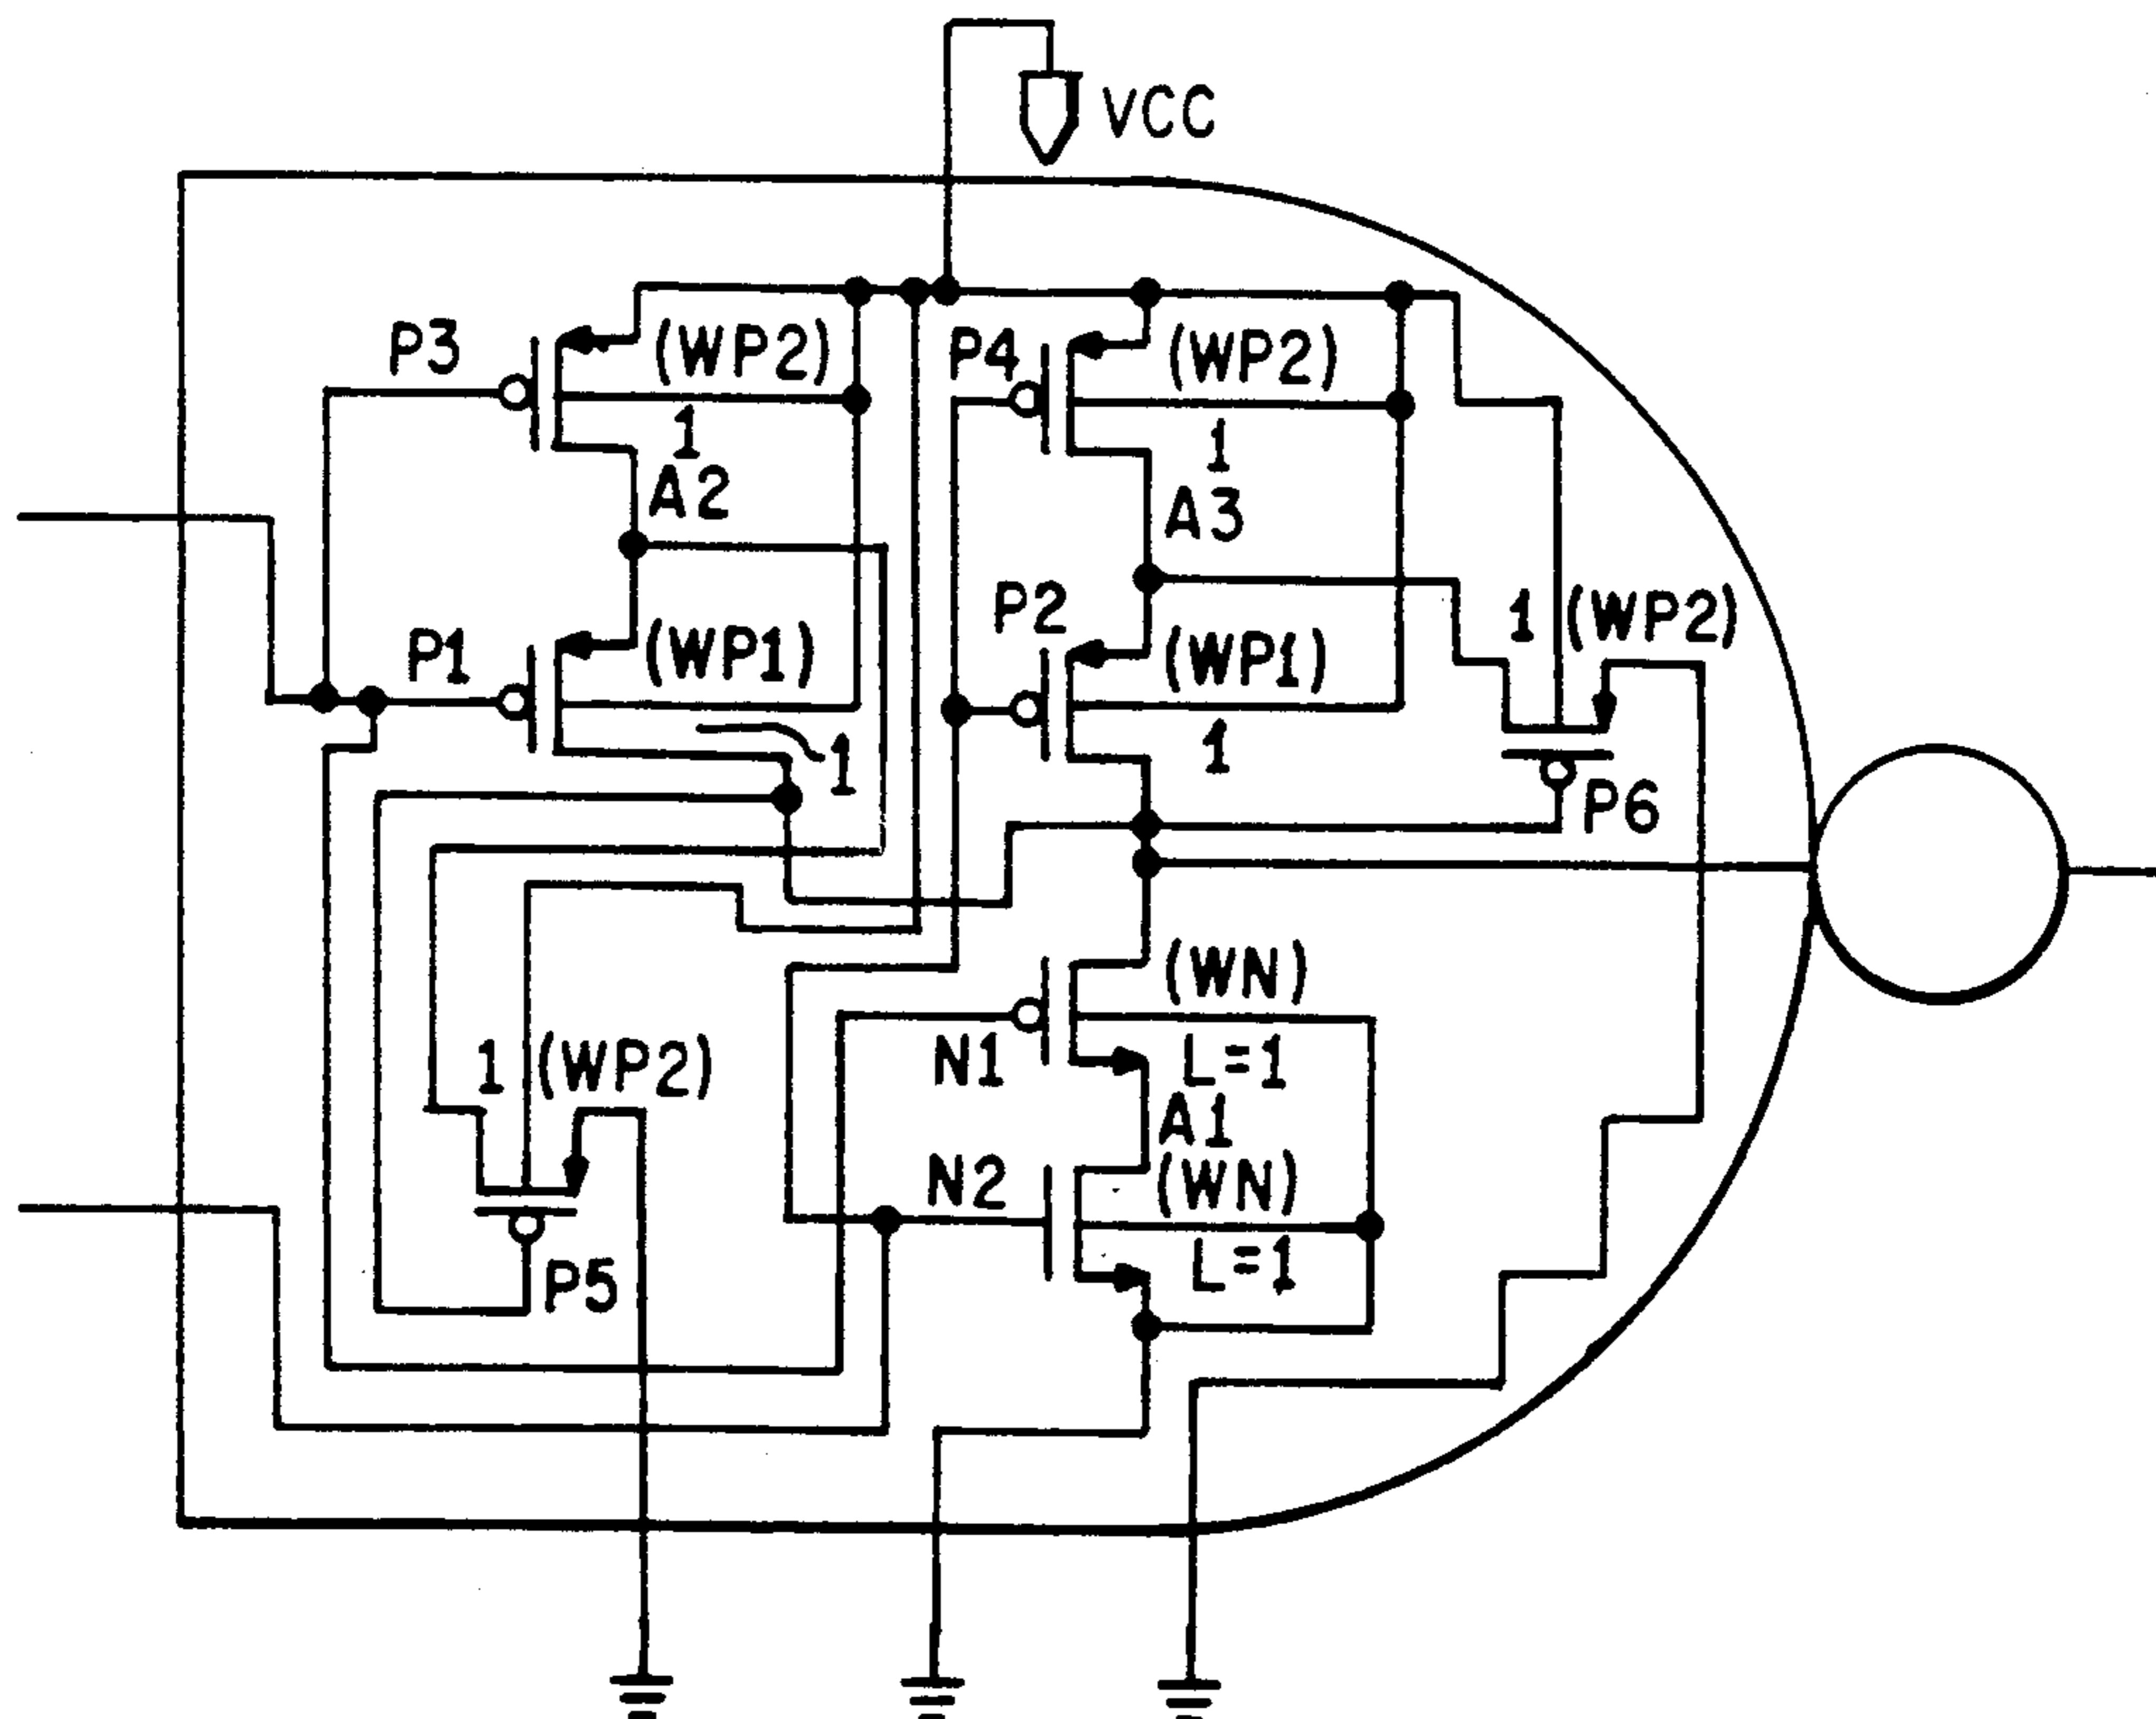 VCC
P3
(WP2)
1
A2
P4
(WP2)
1
A3
P1
(WP1)
1
P2
(WP1)
1
1 (WP2)
P6
(WN)
N1
L=1
A1
1 (WP2)
P5
N2
(WN)
L=1